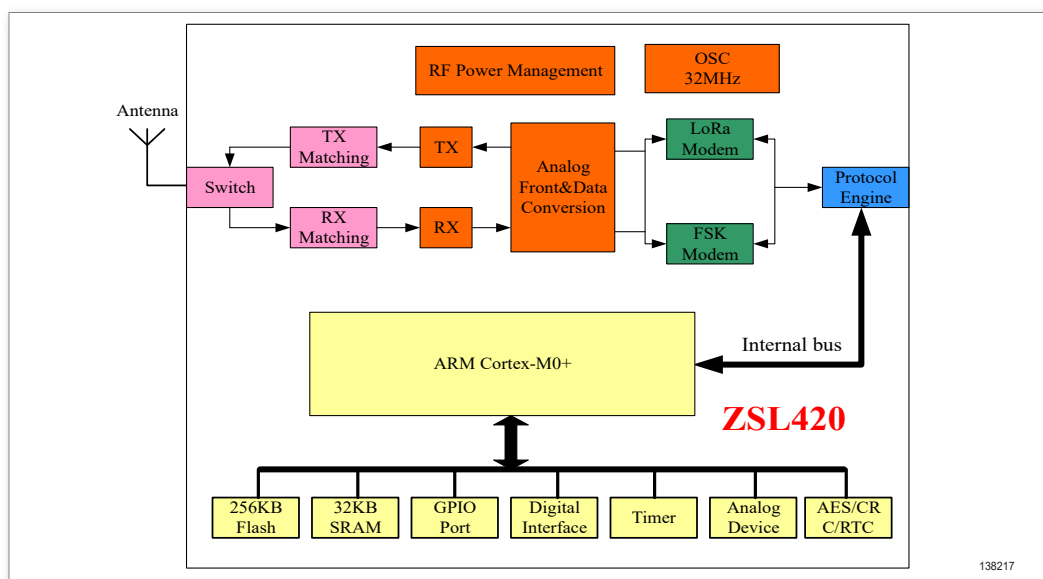 RF Power Management
OSC
32MHz
Antenna
TX
Matching
TX
Analog
Front&Data
Conversion
LoRa
Modem
Switch
Protocol
Engine
RX
Matching
RX
FSK
Modem
ARM Cortex-M0+
Internal bus
ZSL420
256KB
Flash
32KB
SRAM
GPIO
Port
Digital
Interface
Timer
Analog
Device
AES/CR
C/RTC
138217